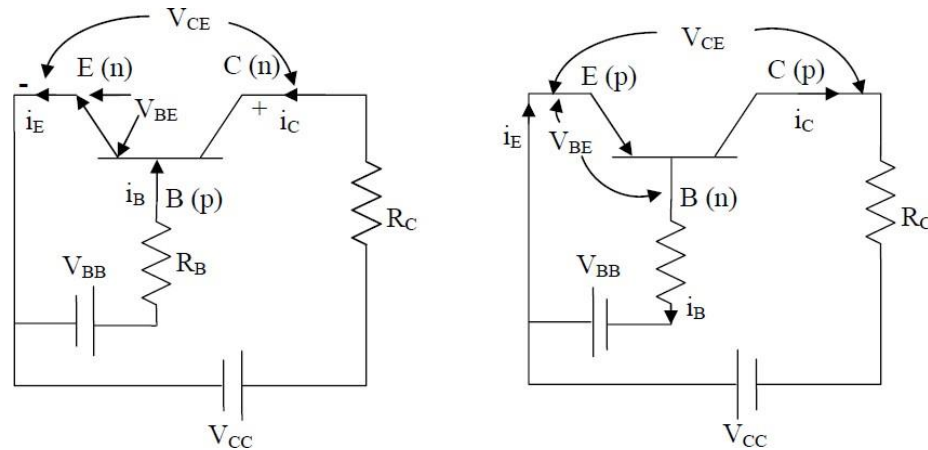 V_CE
- E (n) C (n)
V_BE
i_E + i_C
i_B B (p)
R_C
R_B
V_BB
V_CC
V_CE
E (p) C (p)
i_E V_BE i_C
B (n)
R_C
V_BB
i_B
V_CC